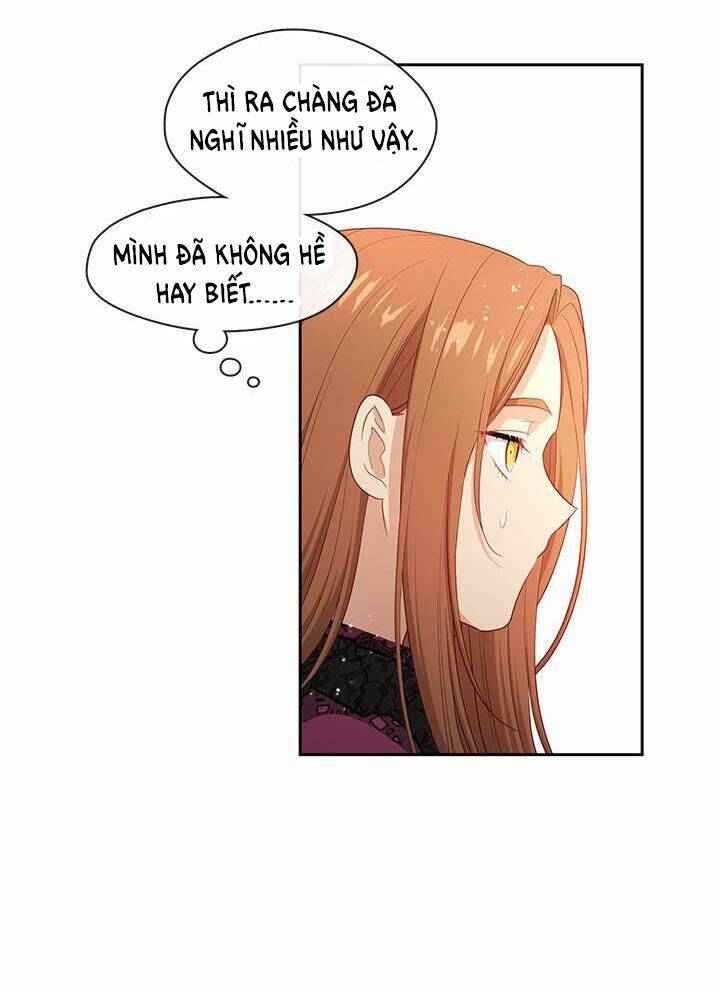 THÌ RA CHÀNG ĐÃ
NGHĨ NHIỀU NHƯ VẬY.
MÌNH ĐÃ KHÔNG HỀ
HAY BIẾT......